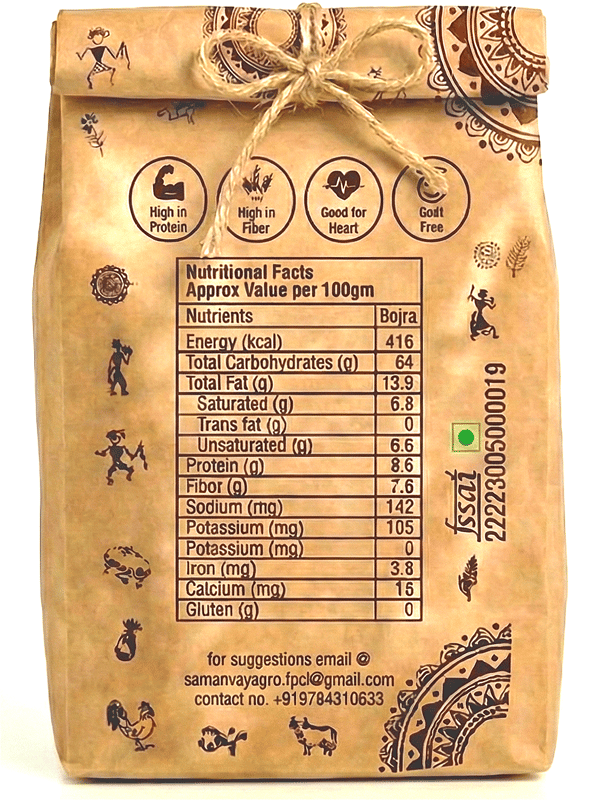 High in
Protein
High in
Fiber
Good for
Heart
Free
Nutritional Facts
Approx Value per 100gm
Nutrients Bojra
Energy (kcal) 416
Total Carbohydrates (g) 64
Total Fat (g) 13.9
Saturated (g) 6.8
Trans fat (g) 0
Unsaturated (g) 6.6
Protein (g) 8.6
Fibor (g) 7.6
Sodium (mg) 142
Potassium (mg) 105
Potassium (mg) 0
Iron (mg) 3.8
Calcium (mg) 15
Gluten (g) 0
fssai
22223005000019
for suggestions email @
samanvayagro.fpcl@gmail.com
contact no. +919784310633